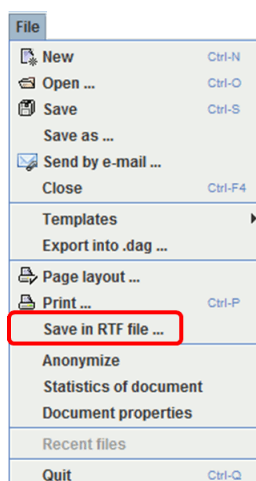 File
New Ctrl-N
Open ... Ctrl-O
Save Ctrl-S
Save as ...
Send by e-mail ...
Close Ctrl-F4
Templates
Export into .dag ...
Page layout ...
Print ... Ctrl-P
Save in RTF file ...
Anonymize
Statistics of document
Document properties
Recent files
Quit Ctrl-Q